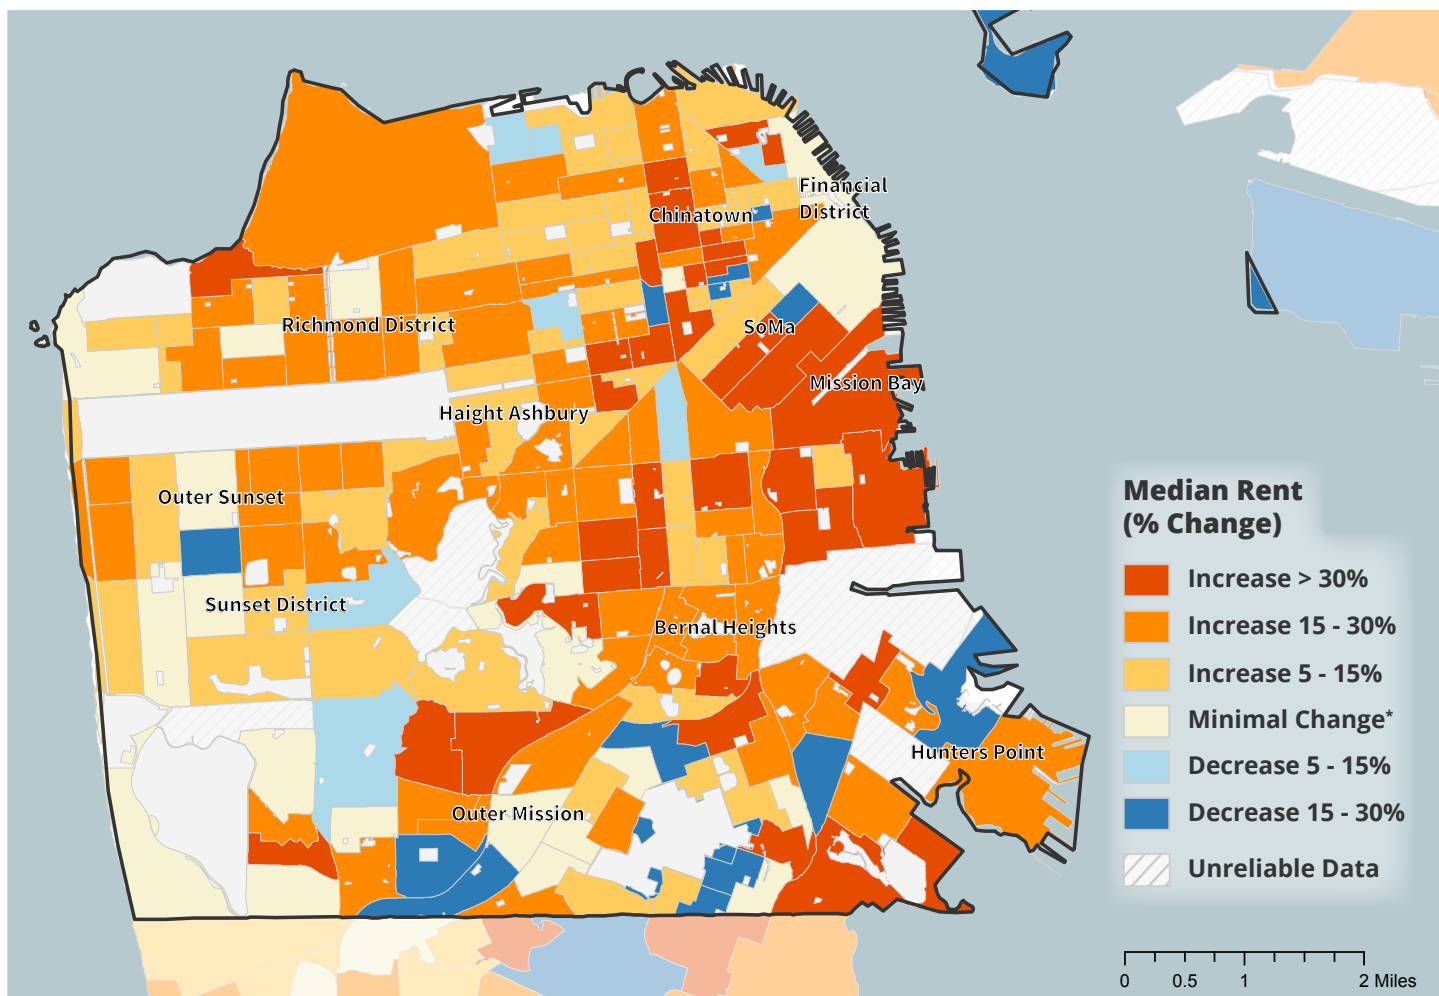 Financial
District
Chinatown
Richmond District
SoMa
Mission Bay
Haight Ashbury
Outer Sunset
Sunset District
Bernal Heights
Hunters Point
Outer Mission
Median Rent
(% Change)
Increase > 30%
Increase 15 - 30%
Increase 5 - 15%
Minimal Change*
Decrease 5 - 15%
Decrease 15 - 30%
Unreliable Data
0 0.5 1 2 Miles